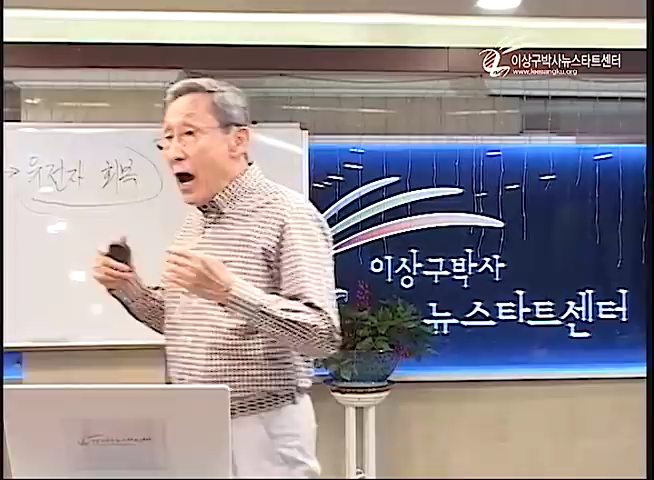 이상구박사뉴스타트센터
www.leesangku.org
→ 유전자 회복
이상구박사
뉴스타트센터